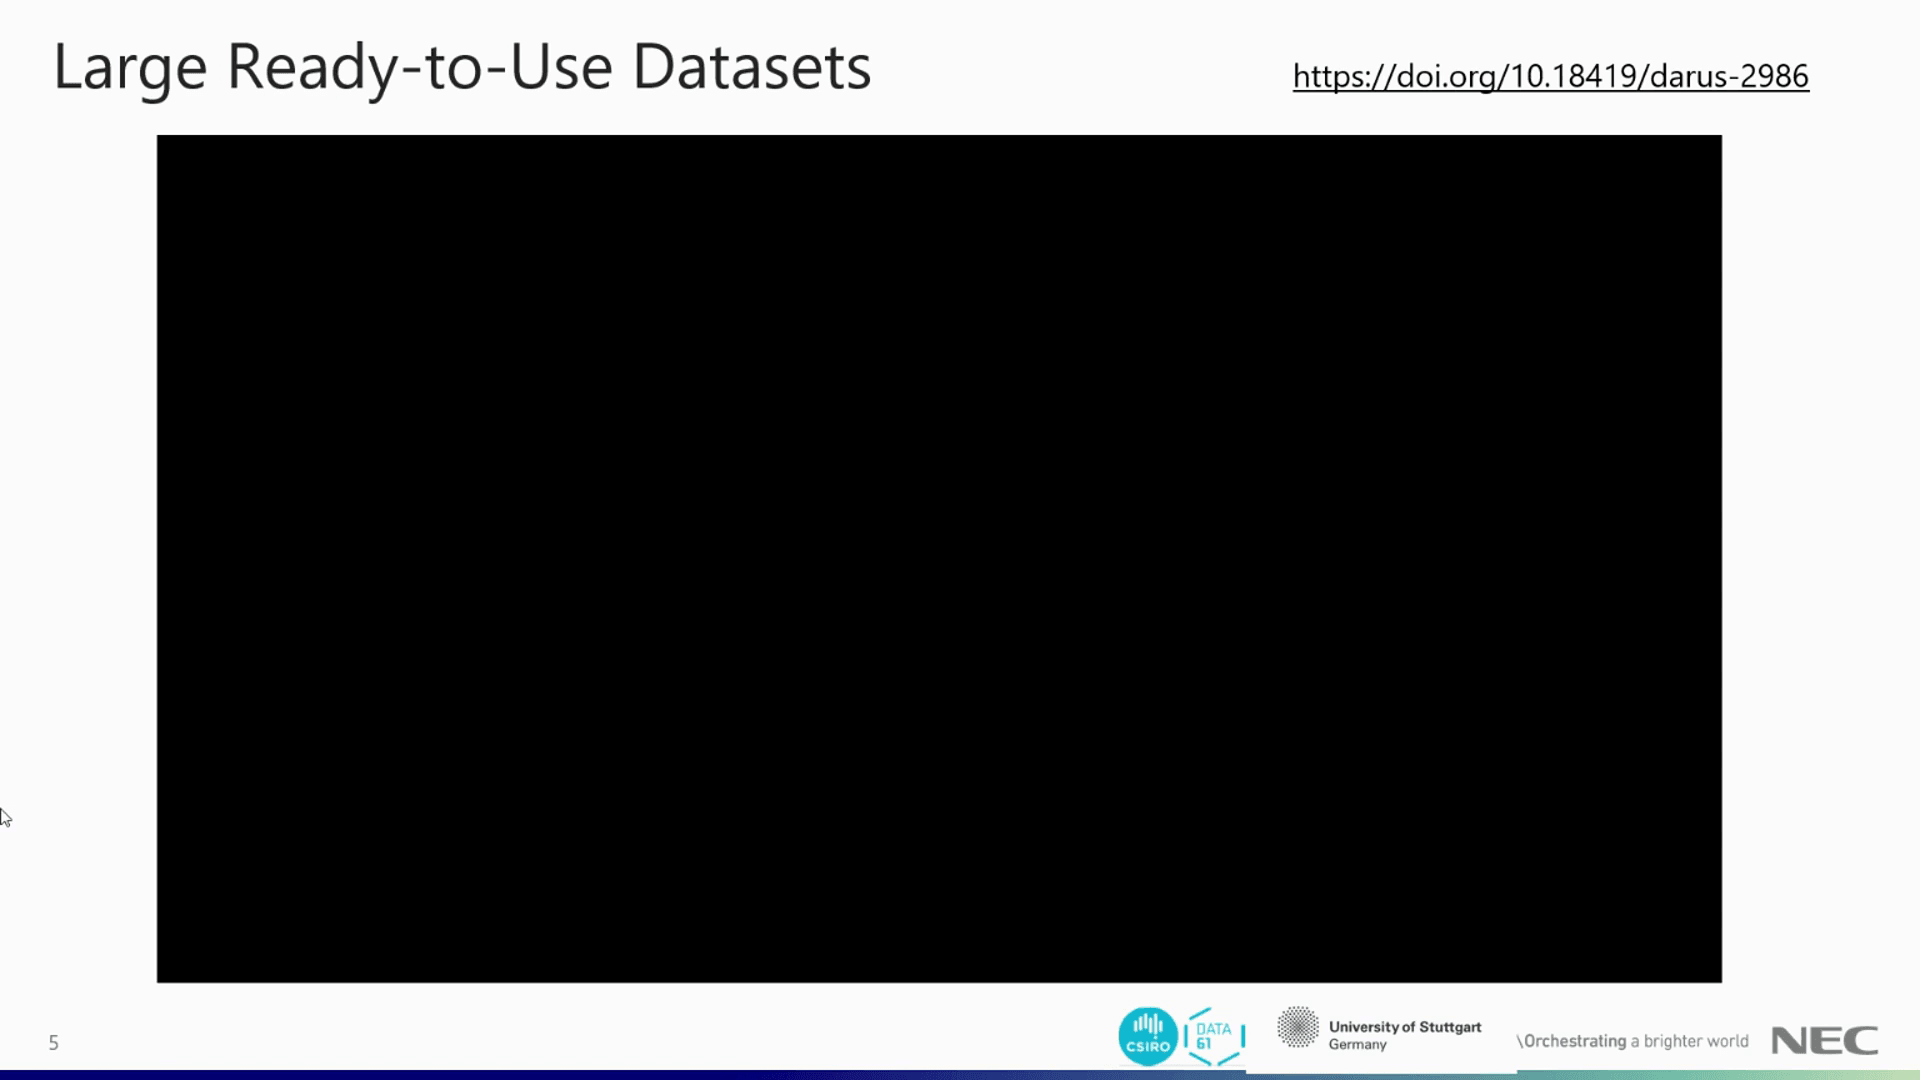 Large Ready-to-Use Datasets
https://doi.org/10.18419/darus-2986
5
CSIRO
DATA
61
University of Stuttgart
Germany
\Orchestrating a brighter world
NEC